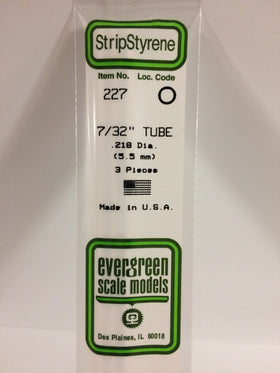 StripStyrene
Item No. Loc. Code
227
7/32" TUBE
.218 Dia.
(5.5 mm)
3 Pieces
Made in U.S.A.
evergreen
scale models
Des Plaines, IL 60018